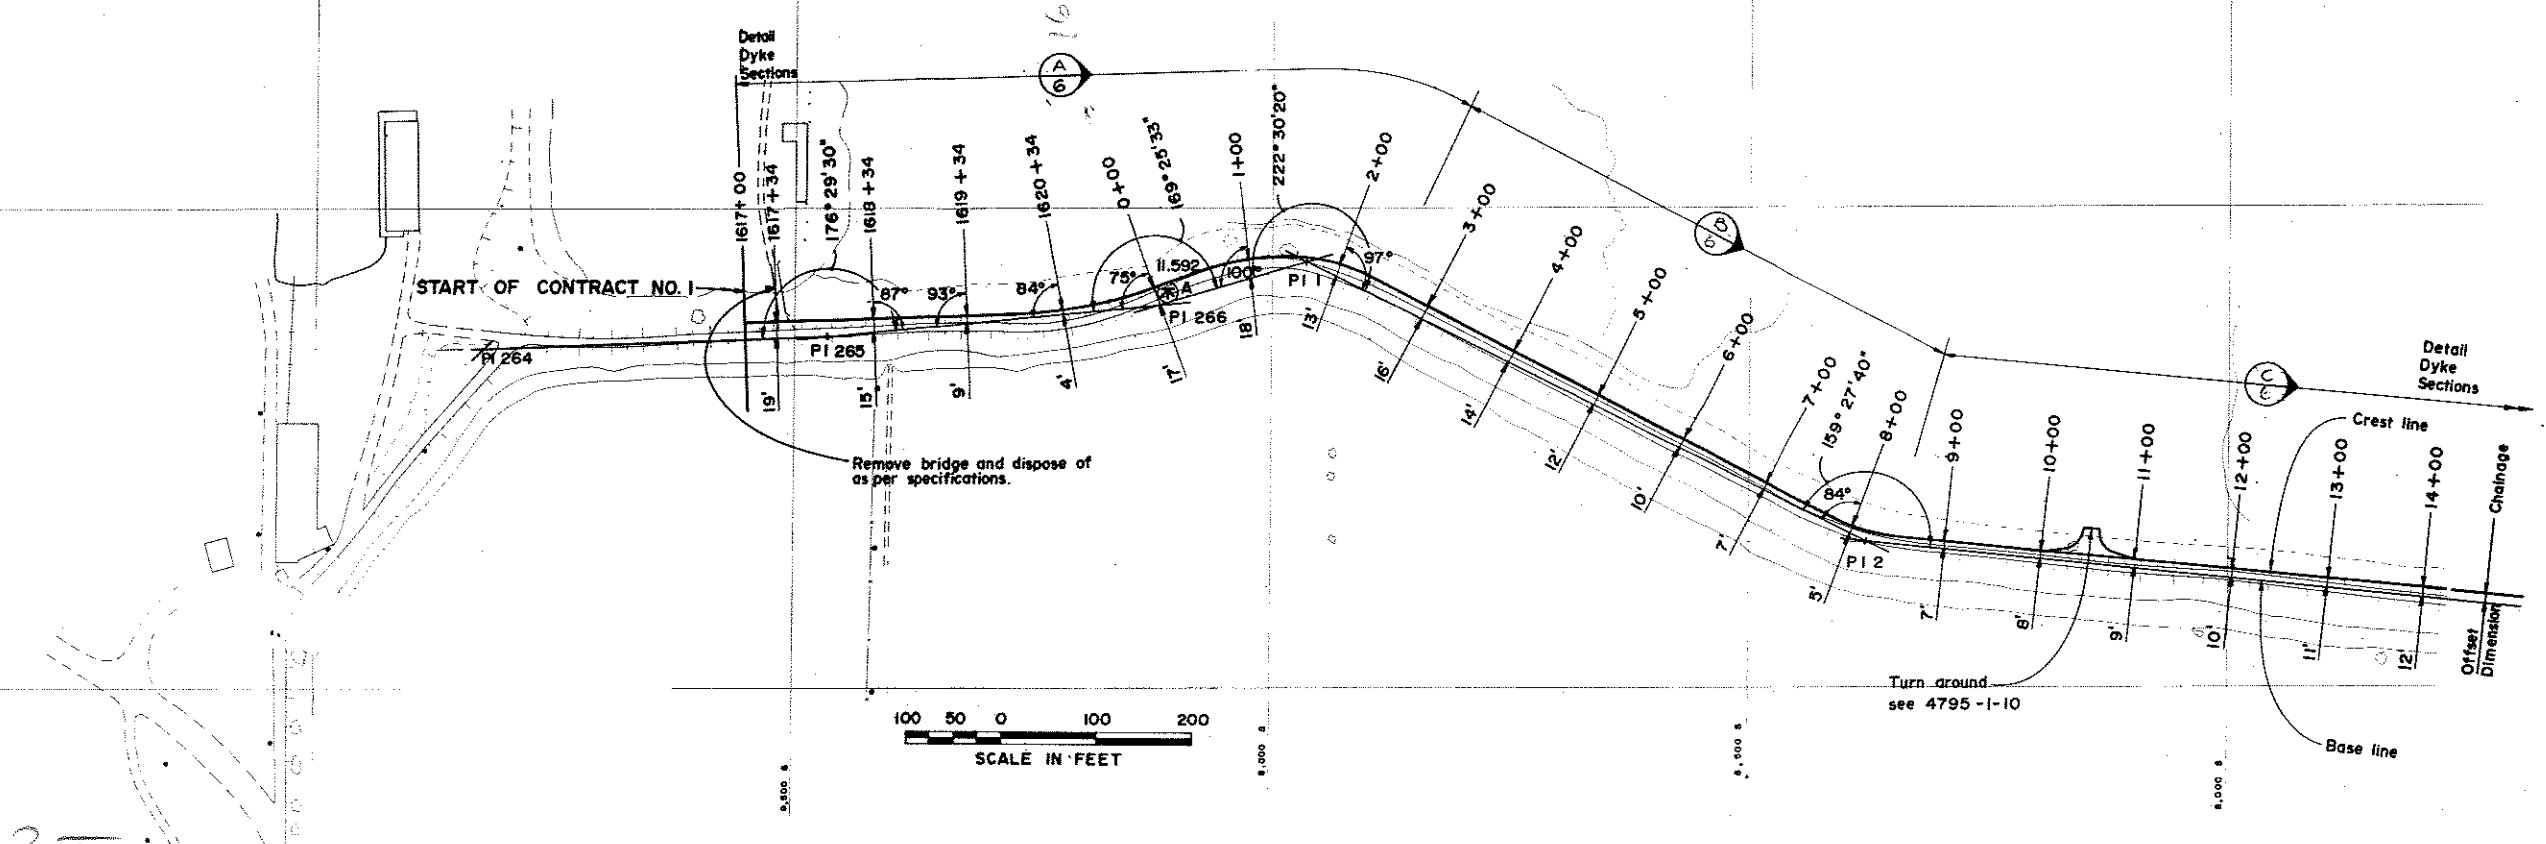 16
Detail
Dyke
Sections
A
6
B
6
C
6
Detail
Dyke
Sections
1617+00
1617+34
176° 29' 30"
1618+34
1619+34
1620+34
0+00
169° 25' 33"
1+00
222° 30' 20"
2+00
3+00
4+00
5+00
6+00
7+00
159° 27' 40"
8+00
9+00
10+00
11+00
12+00
13+00
14+00
Chainage
Crest line
START OF CONTRACT NO. 1
87°
93°
84°
75°
11.592
A
100°
97°
84°
PI 264
PI 265
PI 266
PI 1
PI 2
19'
15'
9'
4'
17'
18'
13'
16'
14'
12'
10'
7'
5'
7'
8'
9'
10'
11'
12'
Offset
Dimension
Remove bridge and dispose of
as per specifications.
Turn around
see 4795-1-10
Base line
100 50 0 100 200
SCALE IN FEET